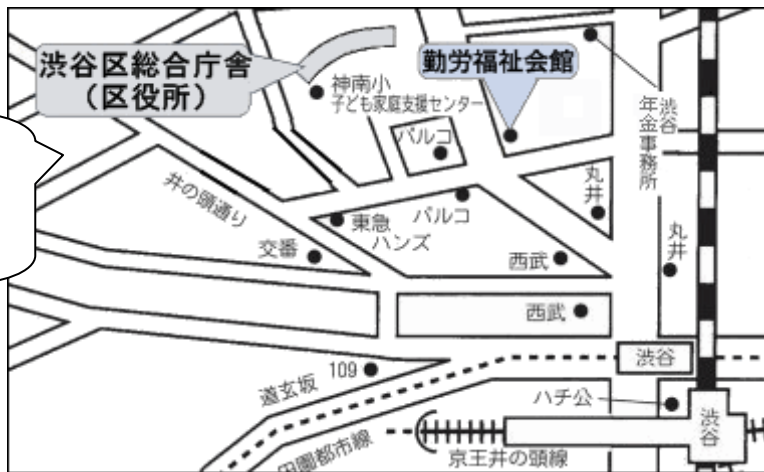 渋谷区総合庁舎
（区役所）
勤労福祉会館
神南小
子ども家庭支援センター
パルコ
渋谷
年金事務所
井の頭通り
東急
ハンズ
パルコ
丸井
交番
西武
丸井
西武
109
道玄坂
渋谷
ハチ公
渋谷
田園都市線
京王井の頭線